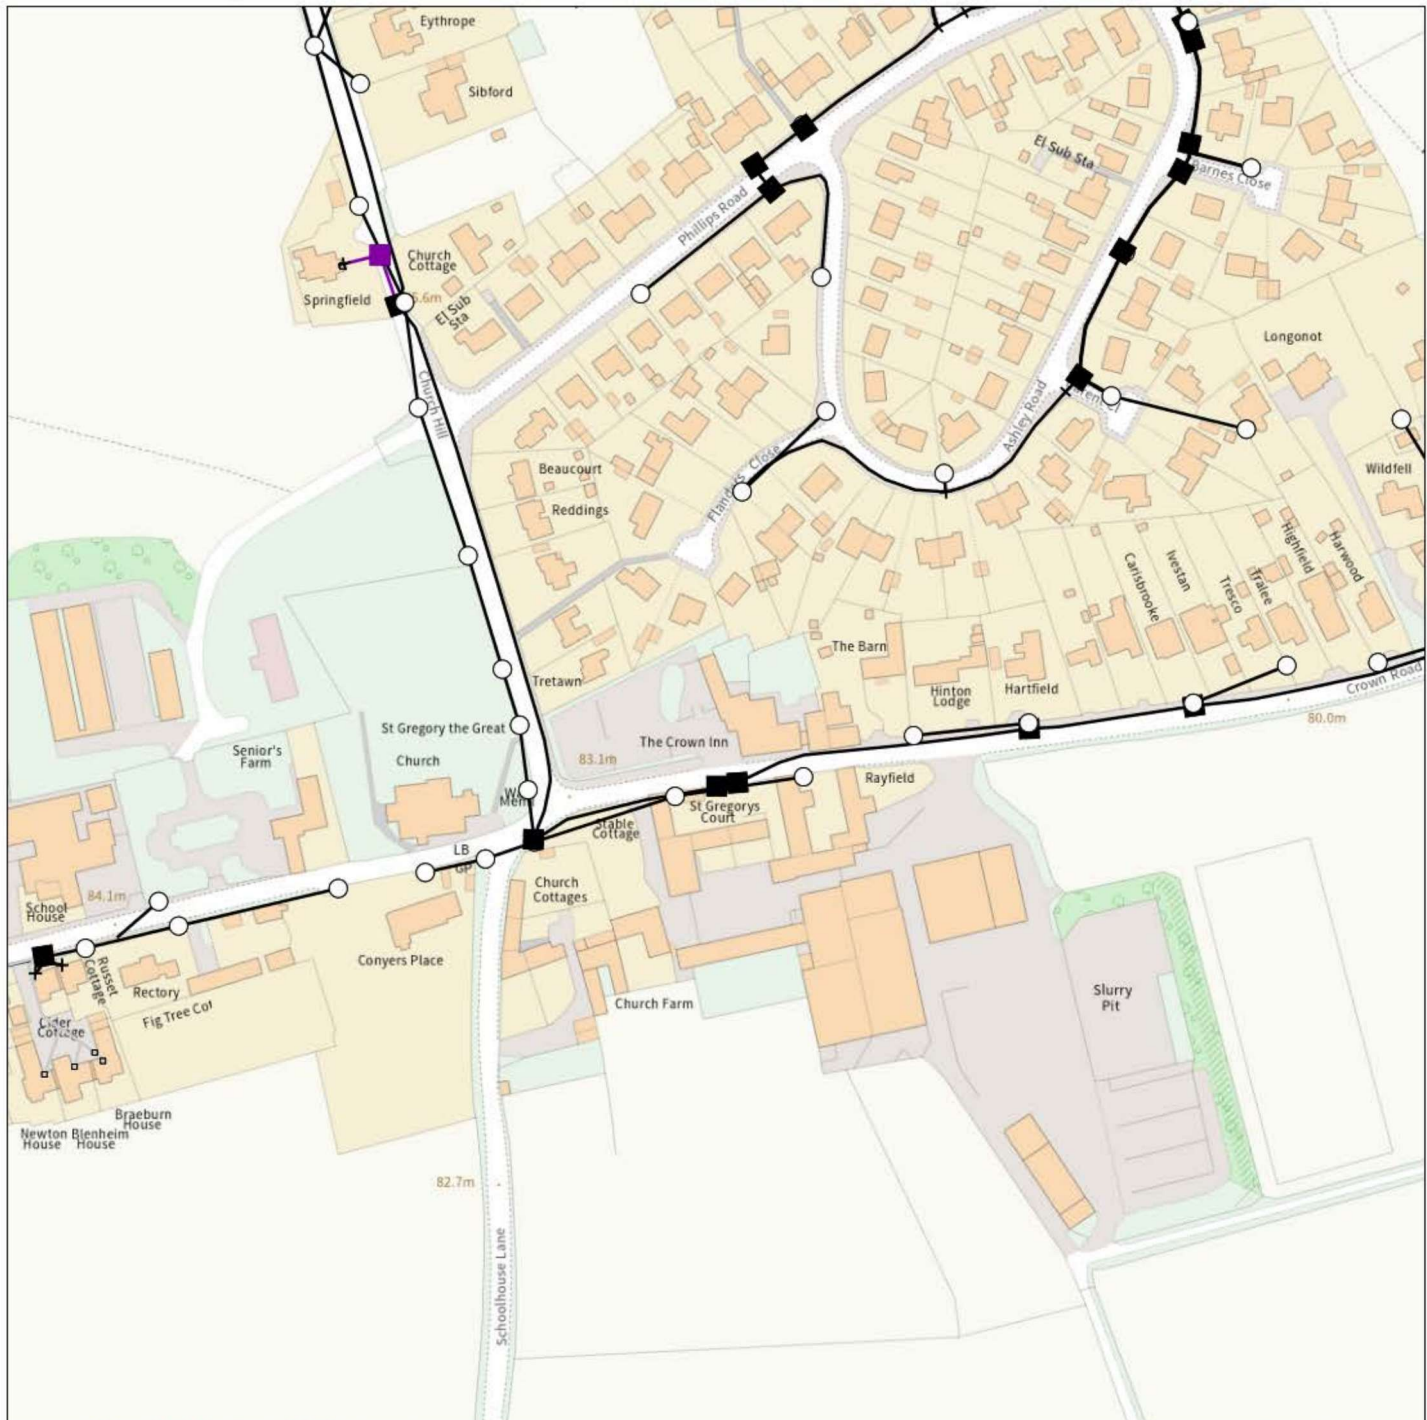 Eythrope
Sibford
El Sub Sta
Barnes Close
Phillips Road
Church
Cottage
Springfield
5.6m
El Sub
Sta
Longonot
Church Hill
Ashley Road
Beaucourt
Flanders Close
Wildfell
Reddings
Highfield
Harwood
Carisbrooke
Ivestan
Tresco
Tralee
The Barn
Tretawn
Hinton
Lodge
Hartfield
Crown Road
80.0m
St Gregory the Great
Church
The Crown Inn
83.1m
Senior's
Farm
Rayfield
St Gregorys
Court
Stable
Cottage
LB
GP
Church
Cottages
84.1m
School
House
Conyers Place
Russet
Cottage
Rectory
Fig Tree Cot
Church Farm
Slurry
Pit
Cider
Cottage
Braeburn
House
Newton
House
Blenheim
House
82.7m
Schoolhouse Lane